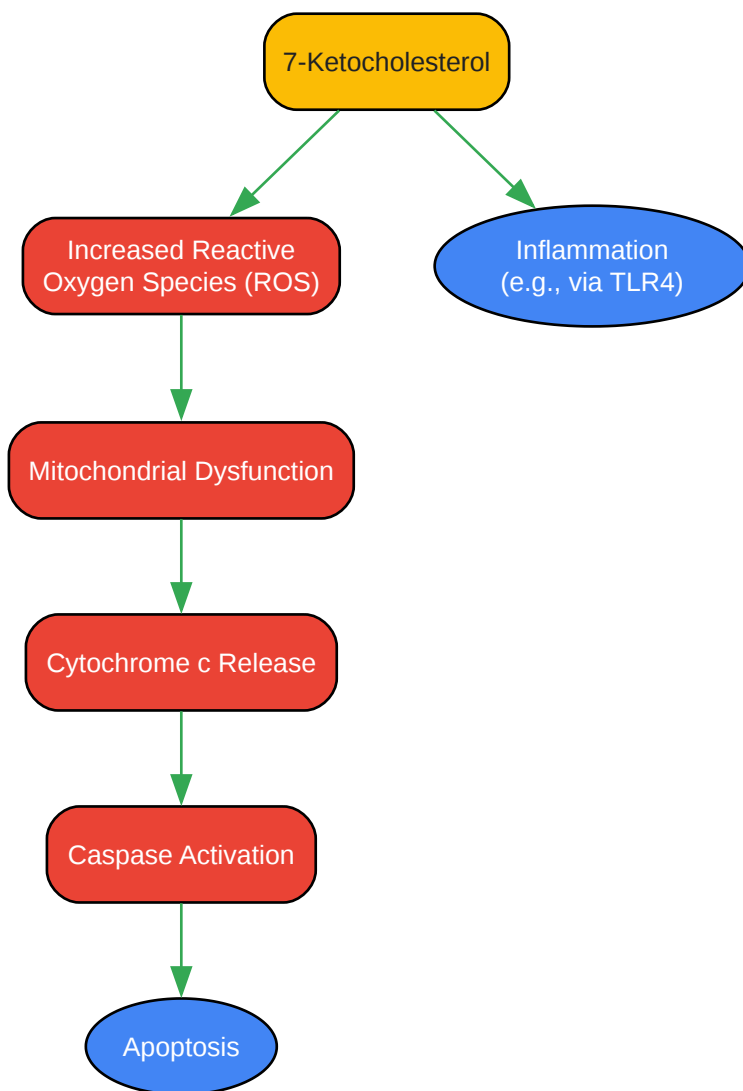 7-Ketocholesterol
Increased Reactive
Oxygen Species (ROS)
Inflammation
(e.g., via TLR4)
Mitochondrial Dysfunction
Cytochrome c Release
Caspase Activation
Apoptosis